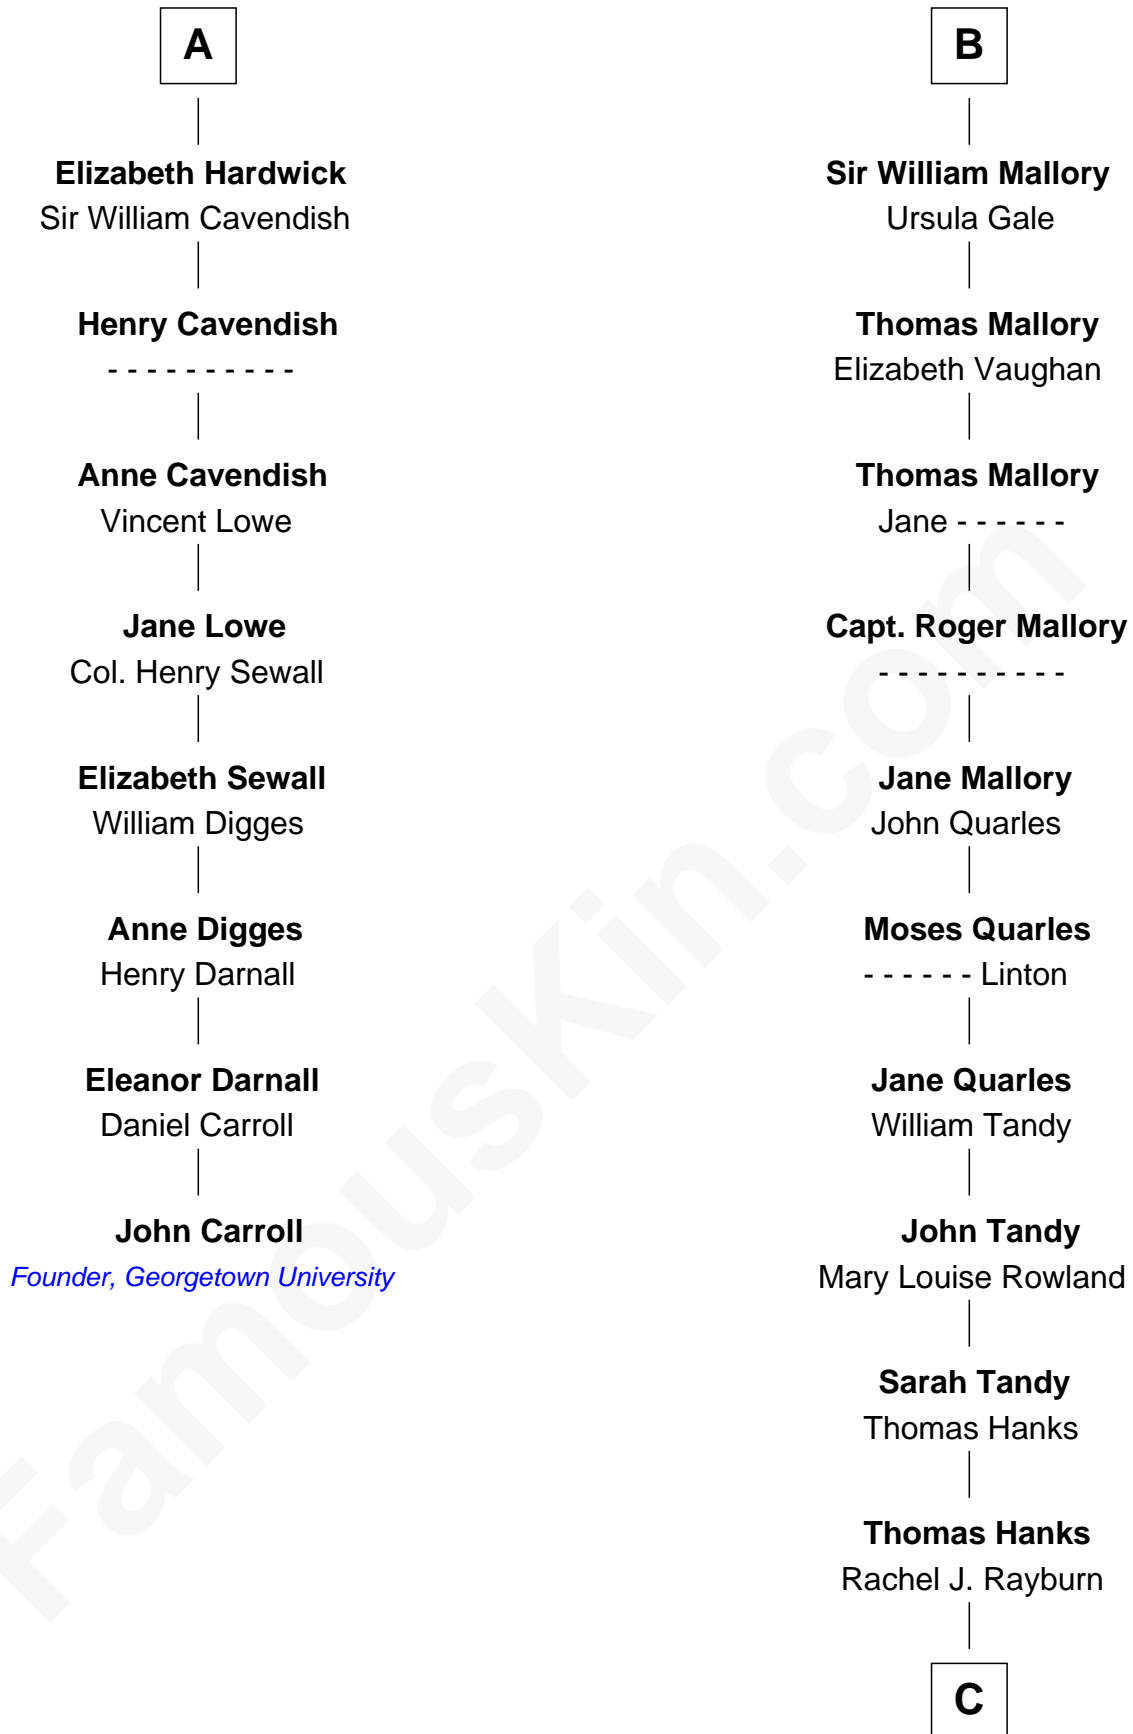 A
Elizabeth Hardwick
Sir William Cavendish
Henry Cavendish
- - - - - - - - - -
Anne Cavendish
Vincent Lowe
Jane Lowe
Col. Henry Sewall
Elizabeth Sewall
William Digges
Anne Digges
Henry Darnall
Eleanor Darnall
Daniel Carroll
John Carroll
Founder, Georgetown University
B
Sir William Mallory
Ursula Gale
Thomas Mallory
Elizabeth Vaughan
Thomas Mallory
Jane - - - - - -
Capt. Roger Mallory
- - - - - - - - - -
Jane Mallory
John Quarles
Moses Quarles
- - - - - - Linton
Jane Quarles
William Tandy
John Tandy
Mary Louise Rowland
Sarah Tandy
Thomas Hanks
Thomas Hanks
Rachel J. Rayburn
C
FamousKin.com